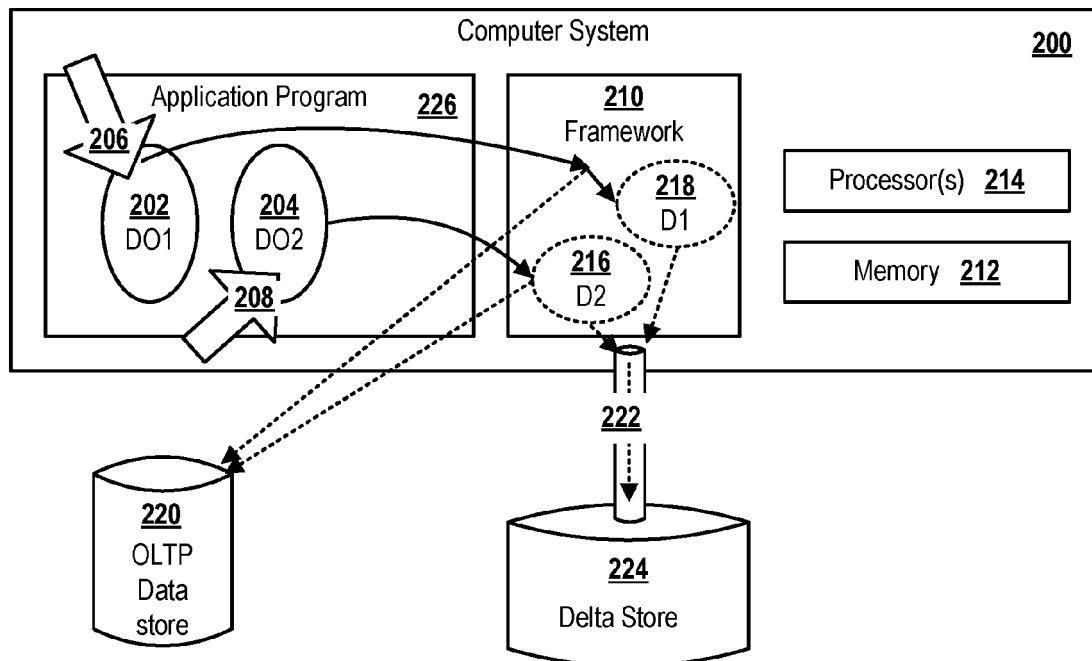 Computer System
200
Application Program
226
206
202
DO1
204
DO2
208
210
Framework
218
D1
216
D2
Processor(s) 214
Memory 212
222
220
OLTP
Data
store
224
Delta Store